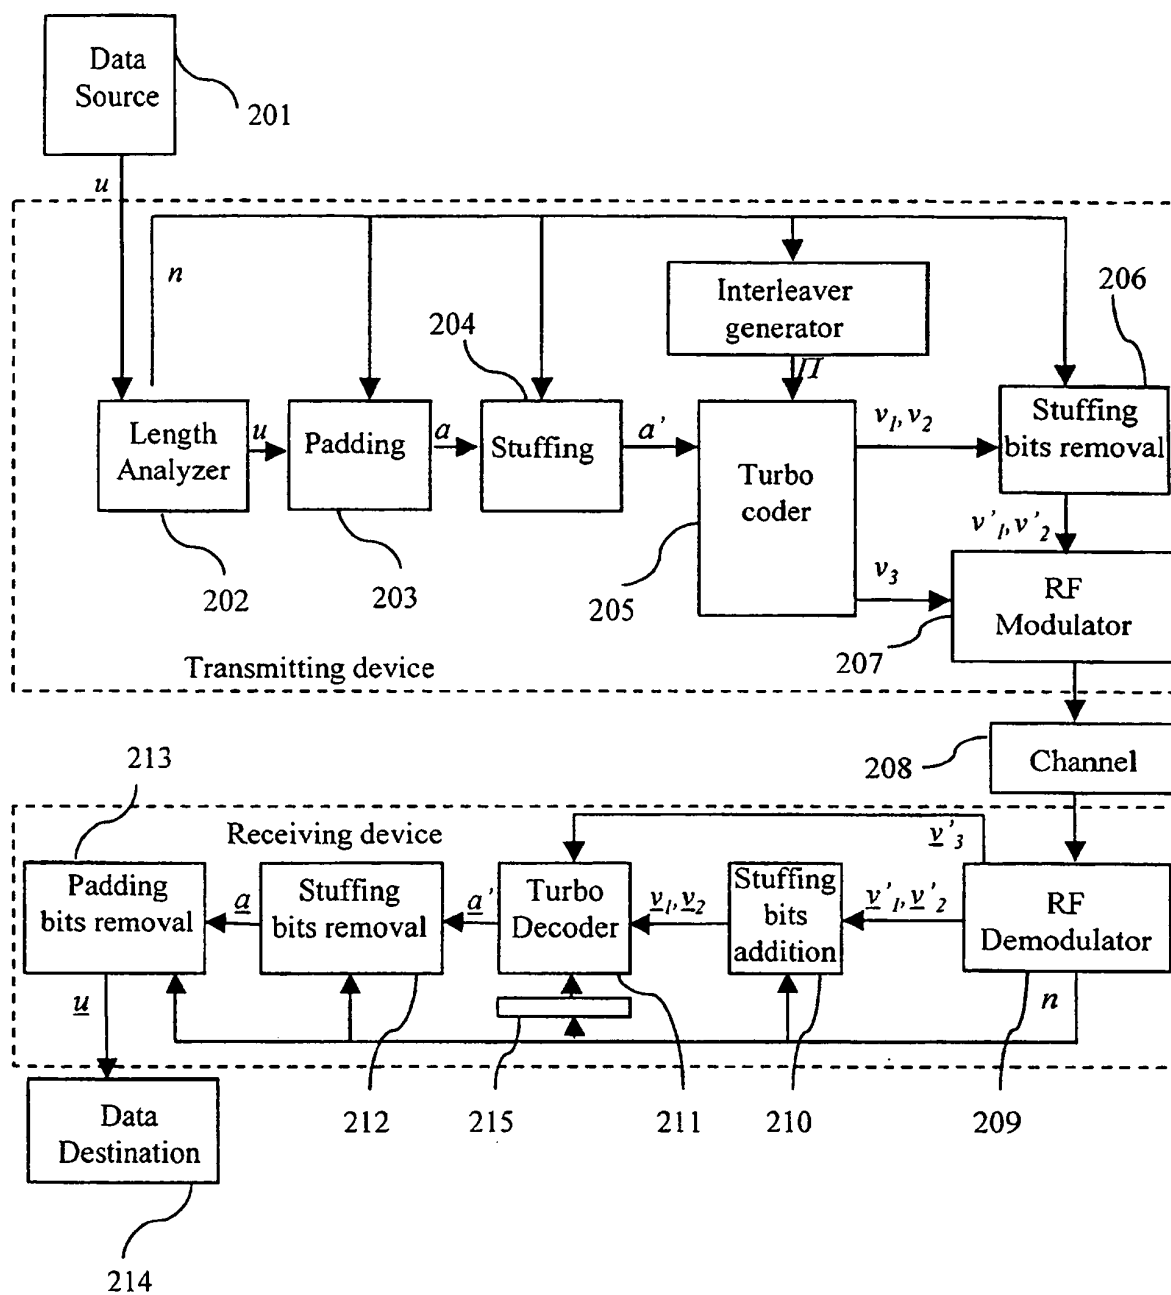 Data
Source
201
u
n
Interleaver
generator
206
204
Π
Length
Analyzer
u
Padding
a
Stuffing
a'
Turbo
coder
v1, v2
Stuffing
bits removal
v'1, v'2
202
203
205
v3
RF
Modulator
207
Transmitting device
208
Channel
213
Receiving device
v'3
Padding
bits removal
a
Stuffing
bits removal
a'
Turbo
Decoder
v1, v2
Stuffing
bits
addition
v'1, v'2
RF
Demodulator
u
n
212
215
211
210
209
Data
Destination
214